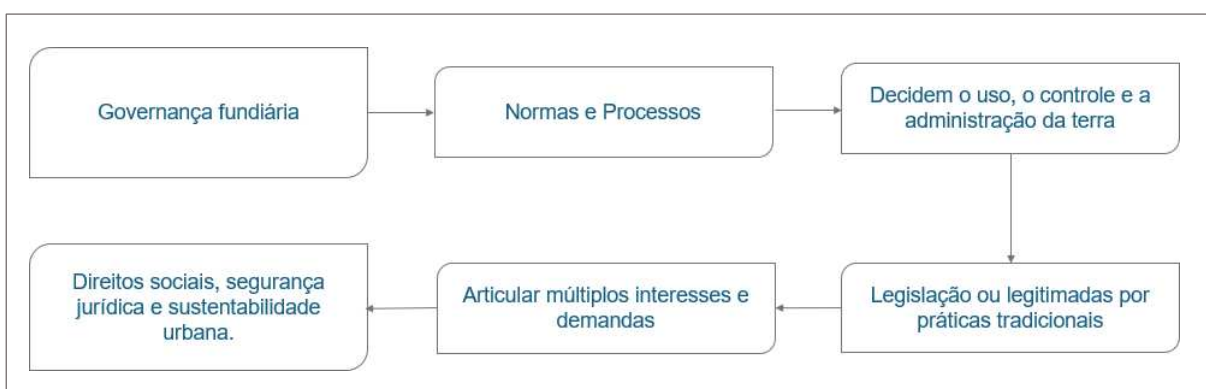 Governança fundiária
Normas e Processos
Decidem o uso, o controle e a
administração da terra
Legislação ou legitimadas por
práticas tradicionais
Articular múltiplos interesses e
demandas
Direitos sociais, segurança
jurídica e sustentabilidade
urbana.